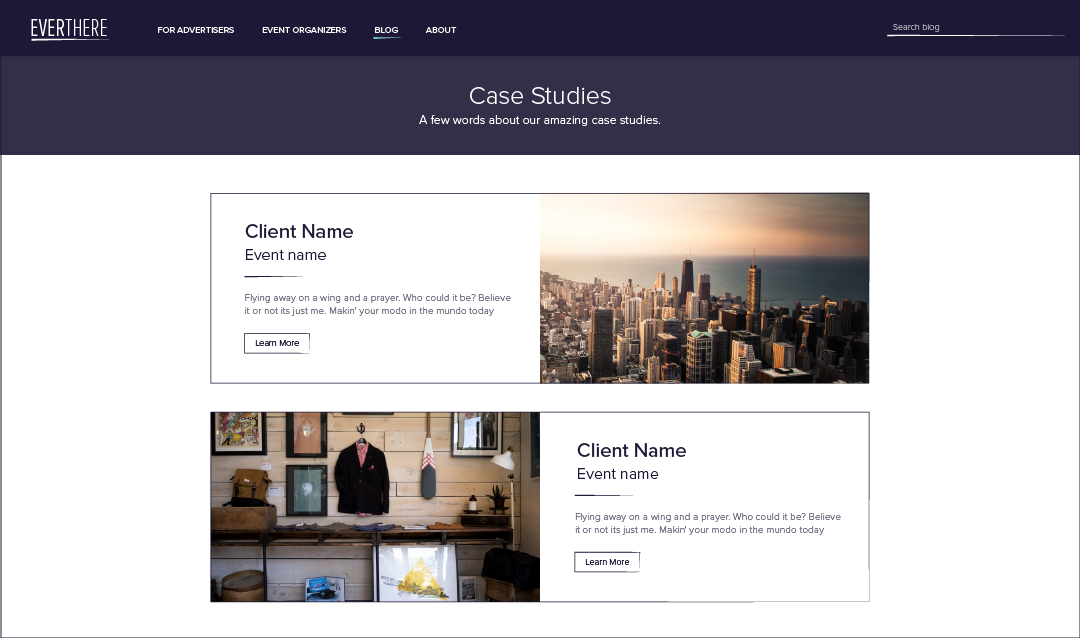 EVERTHERE
FOR ADVERTISERS
EVENT ORGANIZERS
BLOG
ABOUT
Search blog
Case Studies
A few words about our amazing case studies.
Client Name
Event name
Flying away on a wing and a prayer. Who could it be? Believe
it or not its just me. Makin' your modo in the mundo today
Learn More
Client Name
Event name
Flying away on a wing and a prayer. Who could it be? Believe
it or not its just me. Makin' your modo in the mundo today
Learn More